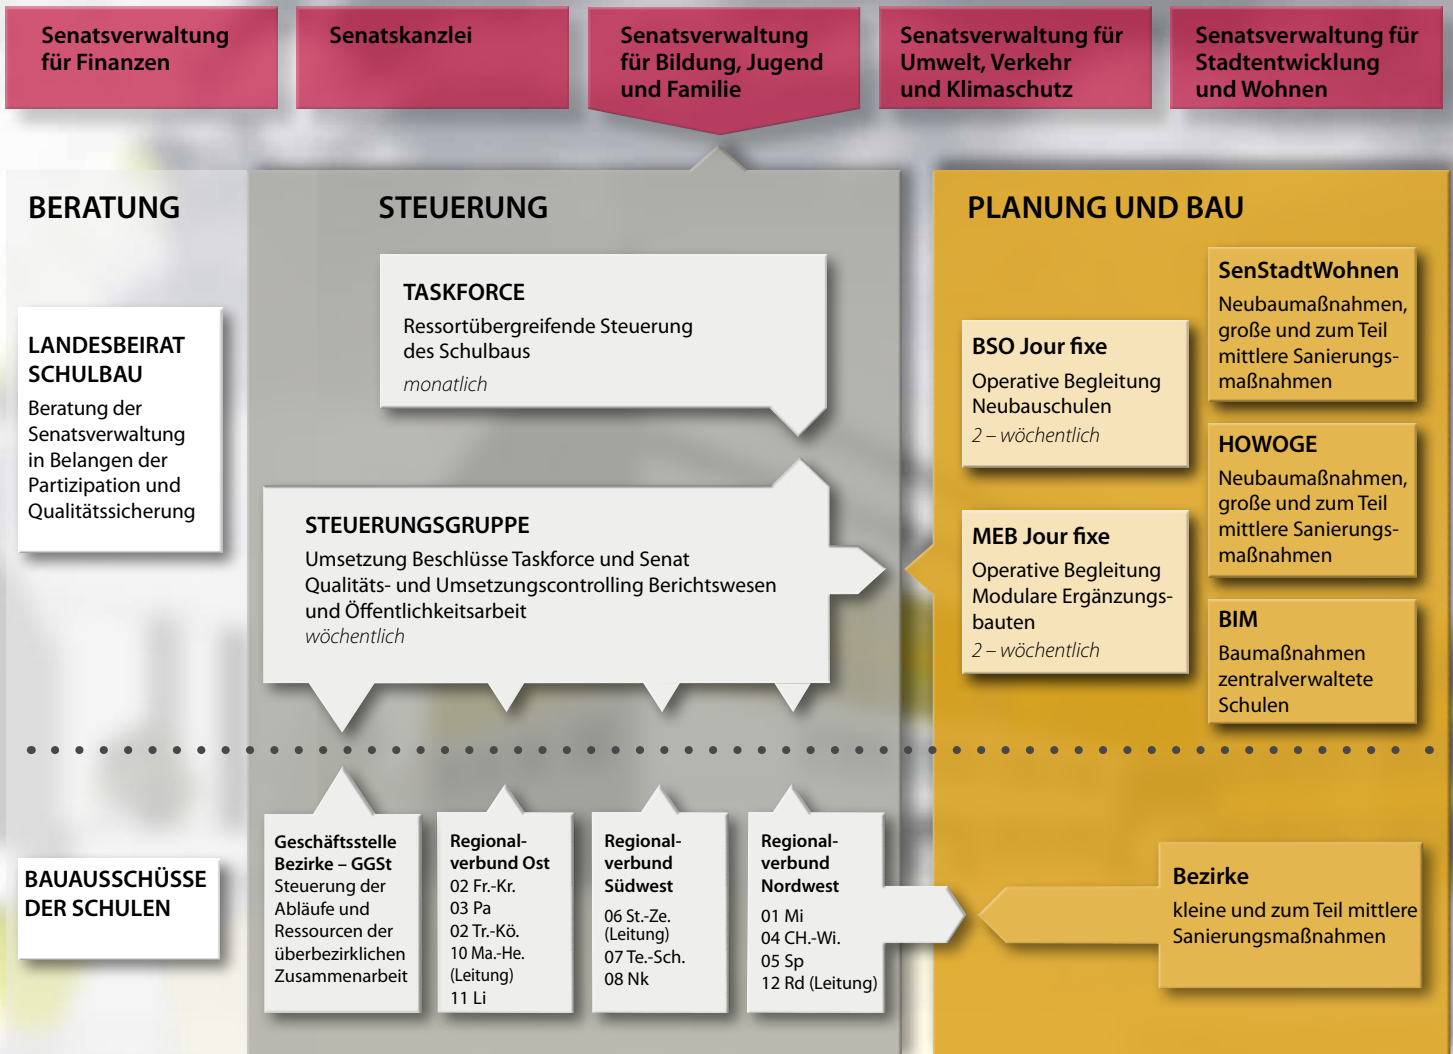 Senatsverwaltung
für Finanzen
Senatskanzlei
Senatsverwaltung
für Bildung, Jugend
und Familie
Senatsverwaltung für
Umwelt, Verkehr
und Klimaschutz
Senatsverwaltung für
Stadtentwicklung
und Wohnen
BERATUNG
LANDESBEIRAT
SCHULBAU
Beratung der
Senatsverwaltung
in Belangen der
Partizipation und
Qualitätssicherung
BAUAUSSCHÜSSE
DER SCHULEN
STEUERUNG
TASKFORCE
Ressortübergreifende Steuerung
des Schulbaus
monatlich
STEUERUNGSGRUPPE
Umsetzung Beschlüsse Taskforce und Senat
Qualitäts- und Umsetzungscontrolling Berichtswesen
und Öffentlichkeitsarbeit
wöchentlich
Geschäftsstelle
Bezirke – GGSt
Steuerung der
Abläufe und
Ressourcen der
überbezirklichen
Zusammenarbeit
Regional-
verbund Ost
02 Fr.-Kr.
03 Pa
02 Tr.-Kö.
10 Ma.-He.
(Leitung)
11 Li
Regional-
verbund
Südwest
06 St.-Ze.
(Leitung)
07 Te.-Sch.
08 Nk
Regional-
verbund
Nordwest
01 Mi
04 CH.-Wi.
05 Sp
12 Rd (Leitung)
PLANUNG UND BAU
BSO Jour fixe
Operative Begleitung
Neubauschulen
2 – wöchentlich
MEB Jour fixe
Operative Begleitung
Modulare Ergänzungs-
bauten
2 – wöchentlich
SenStadtWohnen
Neubaumaßnahmen,
große und zum Teil
mittlere Sanierungs-
maßnahmen
HOWOGE
Neubaumaßnahmen,
große und zum Teil
mittlere Sanierungs-
maßnahmen
BIM
Baumaßnahmen
zentralverwaltete
Schulen
Bezirke
kleine und zum Teil mittlere
Sanierungsmaßnahmen